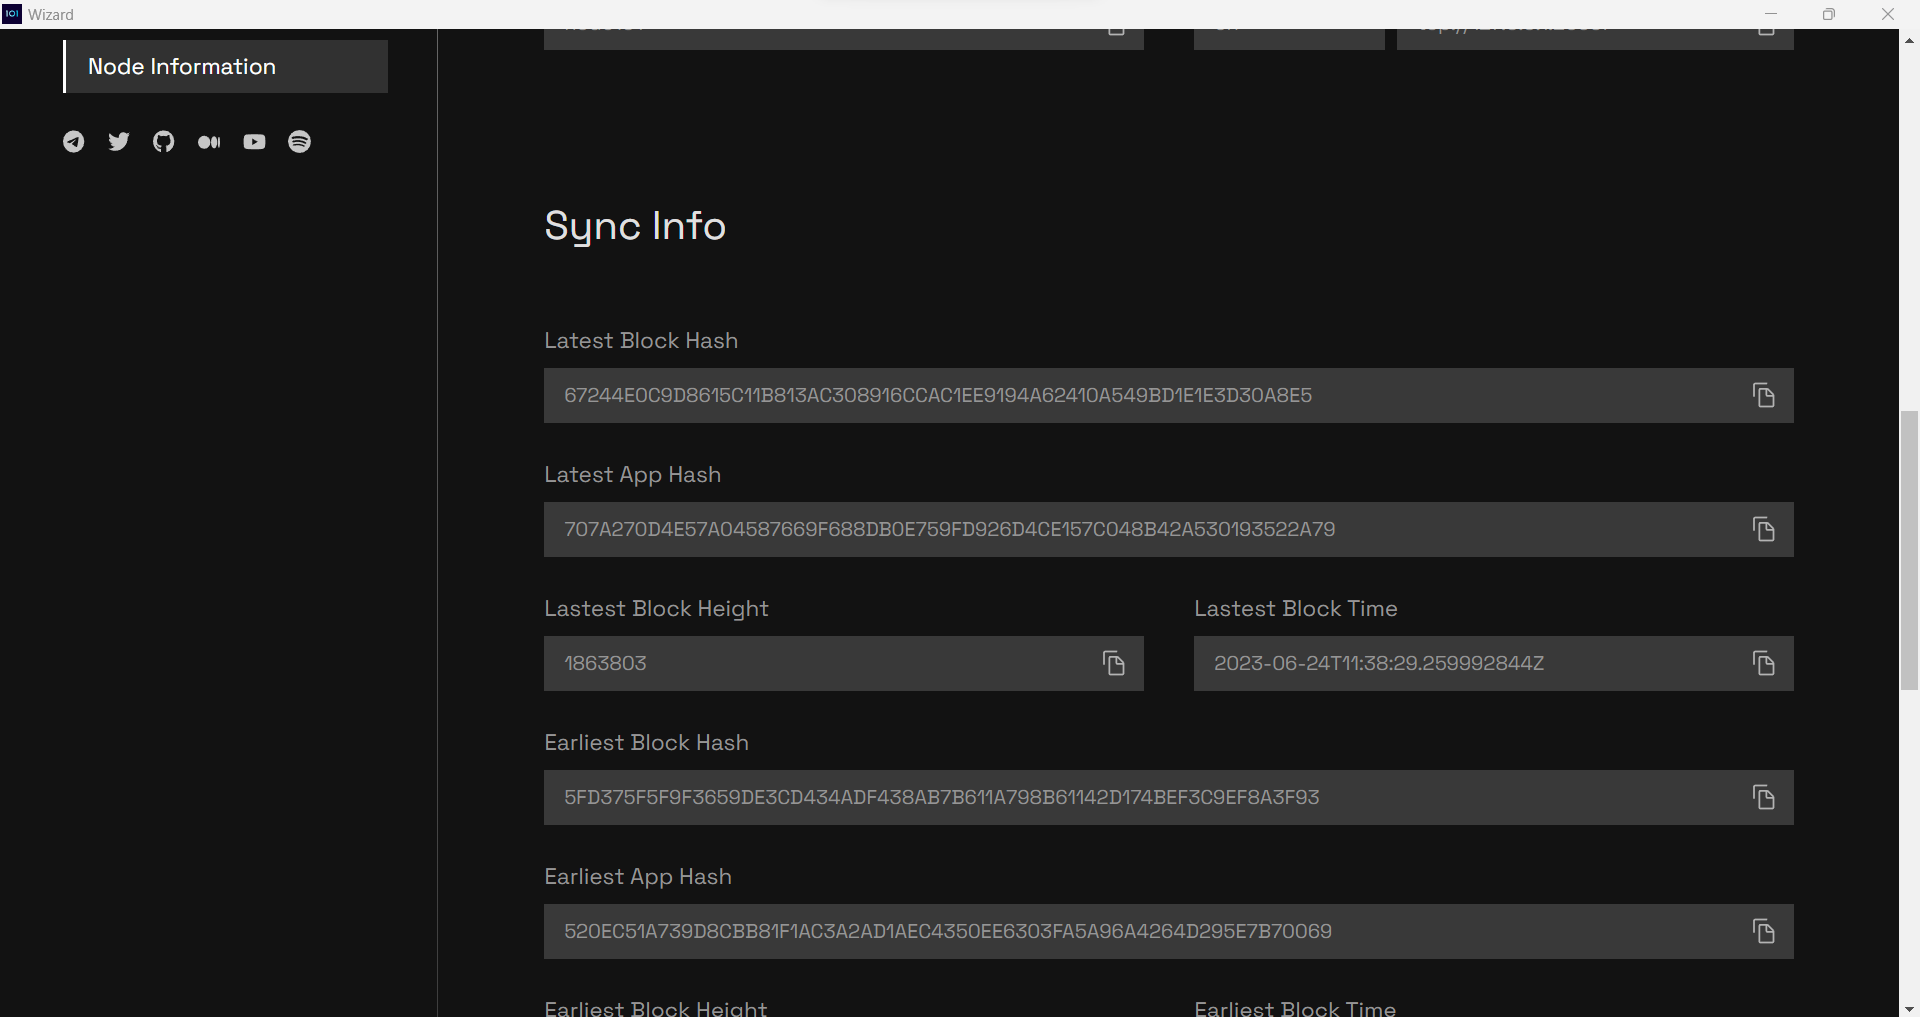 101 Wizard
Node Information
Sync Info
Latest Block Hash
67244E0C9D8615C11B813AC308916CCAC1EE9194A62410A549BD1E1E3D30A8E5
Latest App Hash
707A270D4E57A04587669F688DB0E759FD926D4CE157C048B42A530193522A79
Lastest Block Height
Lastest Block Time
1863803
2023-06-24T11:38:29.259992844Z
Earliest Block Hash
5FD375F5F9F3659DE3CD434ADF438AB7B611A798B61142D174BEF3C9EF8A3F93
Earliest App Hash
520EC51A739D8CBB81F1AC3A2AD1AEC4350EE6303FA5A96A4264D295E7B70069
Earliest Block Height
Earliest Block Time